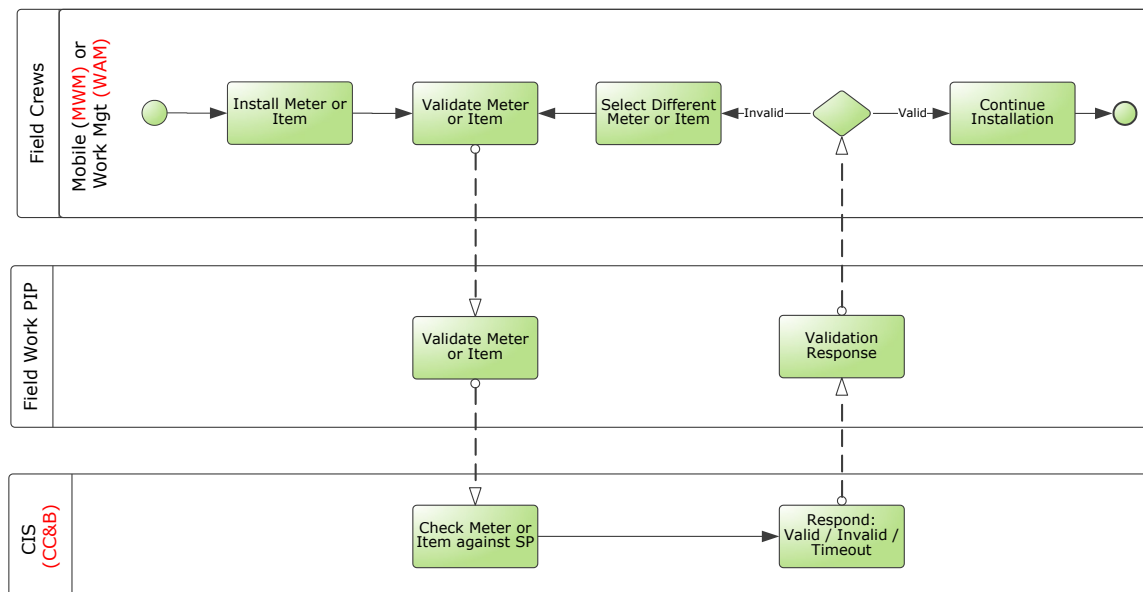 Field Crews
Mobile (MWM) or
Work Mgt (WAM)
Install Meter or
Item
Validate Meter
or Item
Select Different
Meter or Item
Invalid
Valid
Continue
Installation
Field Work PIP
Validate Meter
or Item
Validation
Response
CIS
(CC&B)
Check Meter or
Item against SP
Respond:
Valid / Invalid /
Timeout